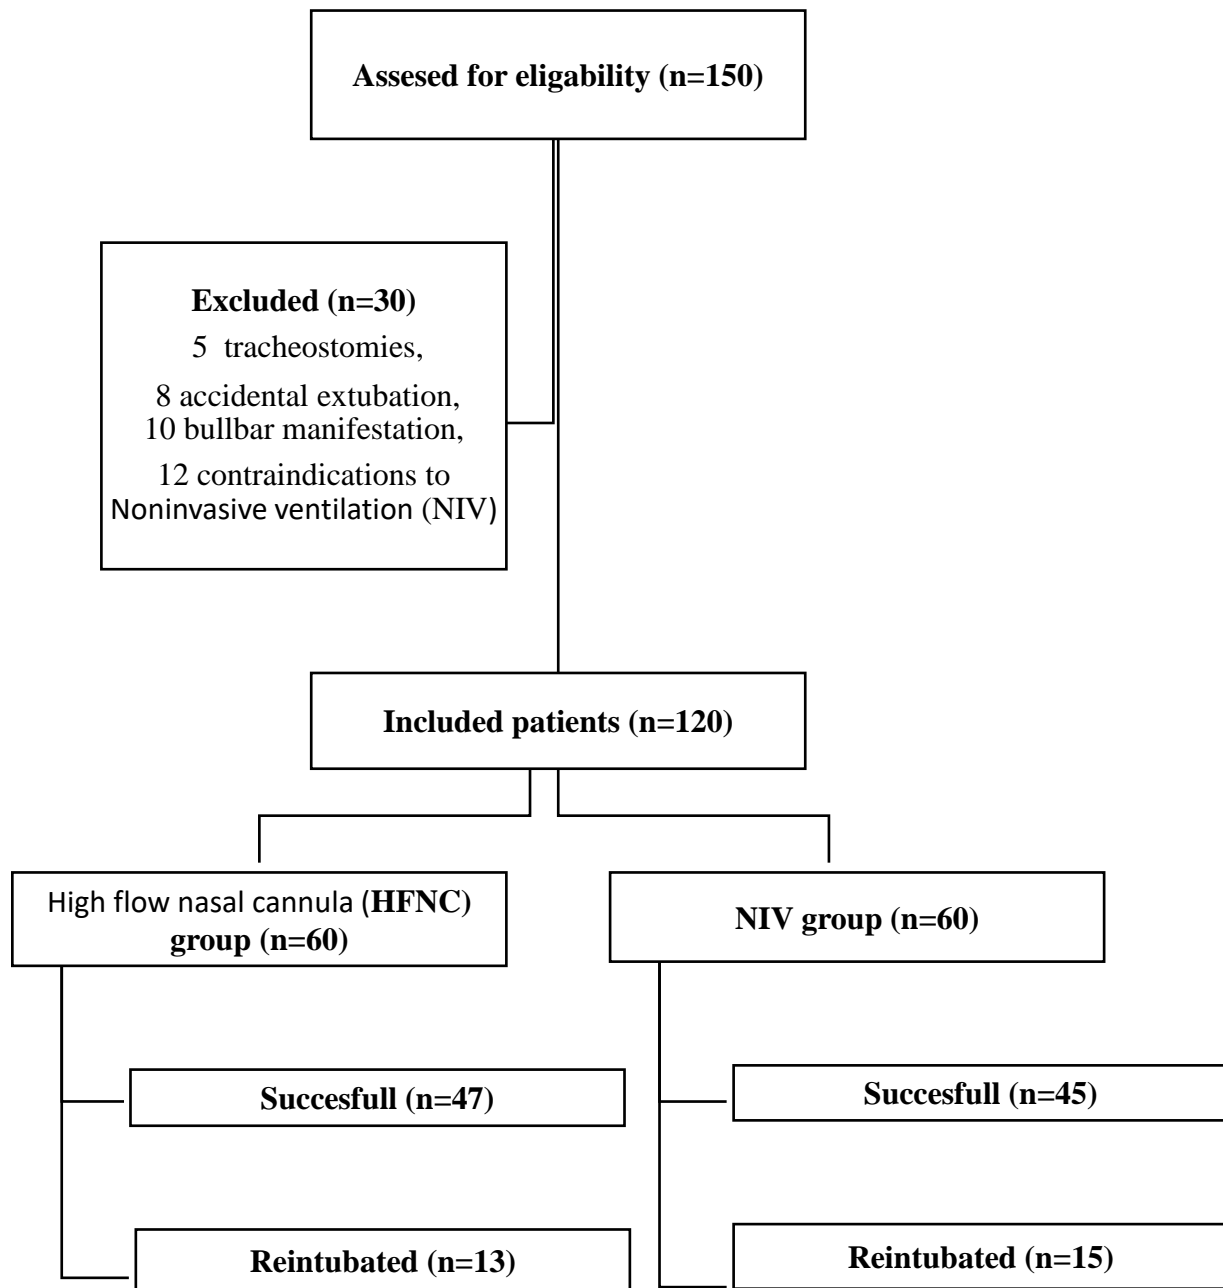 Assesed for eligability (n=150)
Excluded (n=30)
5 tracheostomies,
8 accidental extubation,
10 bullbar manifestation,
12 contraindications to
Noninvasive ventilation (NIV)
Included patients (n=120)
High flow nasal cannula (HFNC)
group (n=60)
NIV group (n=60)
Succesfull (n=47)
Succesfull (n=45)
Reintubated (n=13)
Reintubated (n=15)